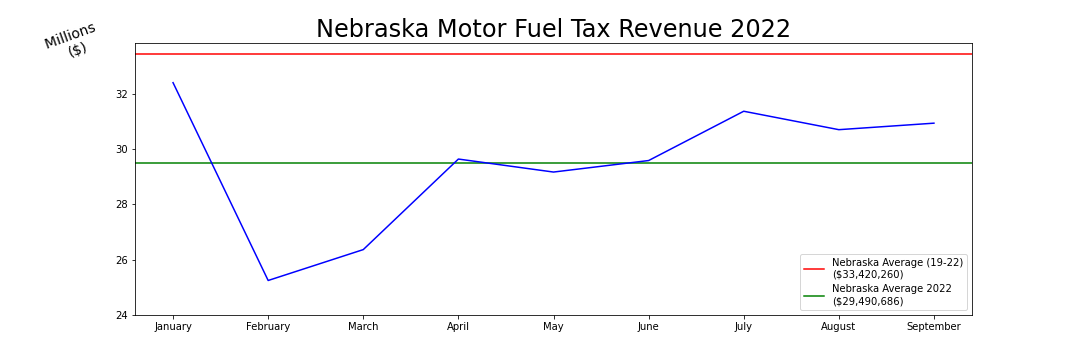 Nebraska Motor Fuel Tax Revenue 2022
Millions
($)
32
30
28
26
24
January February March April May June July August September
Nebraska Average (19-22)
($33,420,260)
Nebraska Average 2022
($29,490,686)